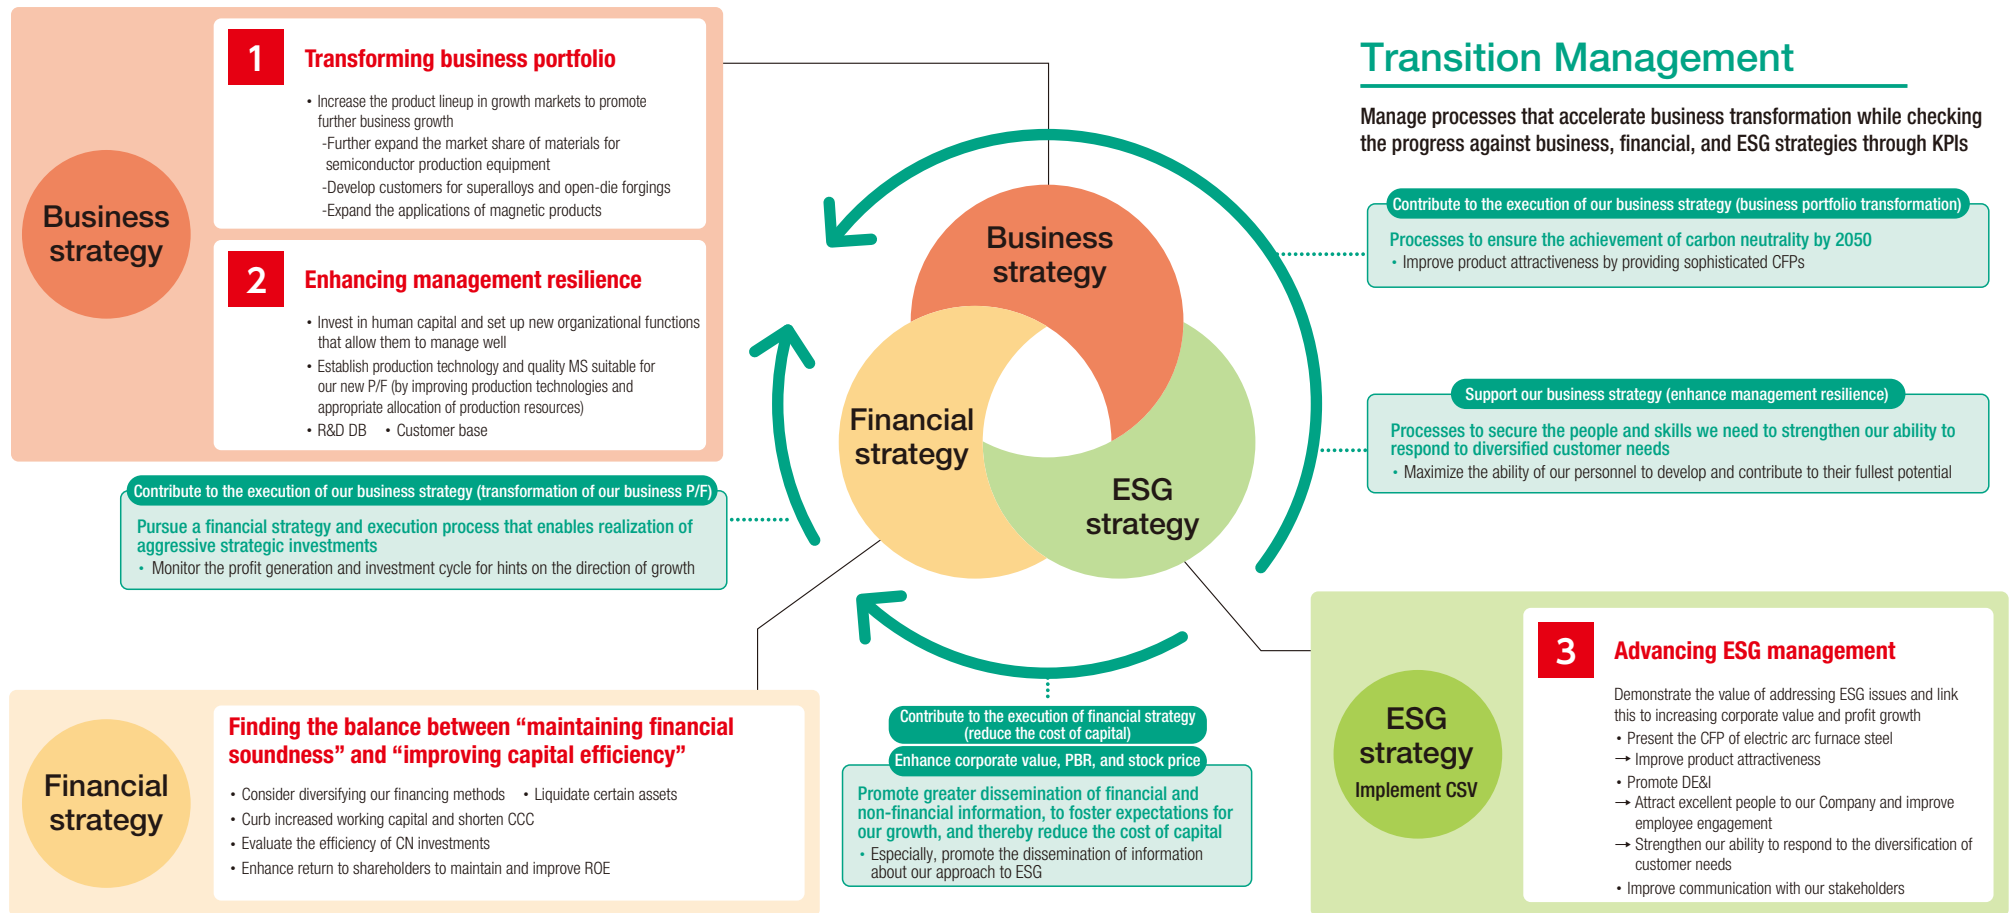 Transition Management
Manage processes that accelerate business transformation while checking
the progress against business, financial, and ESG strategies through KPIs
Business
strategy
1
Transforming business portfolio
• Increase the product lineup in growth markets to promote
further business growth
-Further expand the market share of materials for
semiconductor production equipment
-Develop customers for superalloys and open-die forgings
-Expand the applications of magnetic products
2
Enhancing management resilience
• Invest in human capital and set up new organizational functions
that allow them to manage well
• Establish production technology and quality MS suitable for
our new P/F (by improving production technologies and
appropriate allocation of production resources)
• R&D DB • Customer base
Contribute to the execution of our business strategy (transformation of our business P/F)
Pursue a financial strategy and execution process that enables realization of
aggressive strategic investments
• Monitor the profit generation and investment cycle for hints on the direction of growth
Business
strategy
Financial
strategy
ESG
strategy
Contribute to the execution of our business strategy (business portfolio transformation)
Processes to ensure the achievement of carbon neutrality by 2050
• Improve product attractiveness by providing sophisticated CFPs
Support our business strategy (enhance management resilience)
Processes to secure the people and skills we need to strengthen our ability to
respond to diversified customer needs
• Maximize the ability of our personnel to develop and contribute to their fullest potential
Financial
strategy
Finding the balance between “maintaining financial
soundness” and “improving capital efficiency”
• Consider diversifying our financing methods • Liquidate certain assets
• Curb increased working capital and shorten CCC
• Evaluate the efficiency of CN investments
• Enhance return to shareholders to maintain and improve ROE
Contribute to the execution of financial strategy
(reduce the cost of capital)
Enhance corporate value, PBR, and stock price
Promote greater dissemination of financial and
non-financial information, to foster expectations for
our growth, and thereby reduce the cost of capital
• Especially, promote the dissemination of information
about our approach to ESG
ESG
strategy
Implement CSV
3
Advancing ESG management
Demonstrate the value of addressing ESG issues and link
this to increasing corporate value and profit growth
• Present the CFP of electric arc furnace steel
→ Improve product attractiveness
• Promote DE&I
→ Attract excellent people to our Company and improve
employee engagement
→ Strengthen our ability to respond to the diversification of
customer needs
• Improve communication with our stakeholders